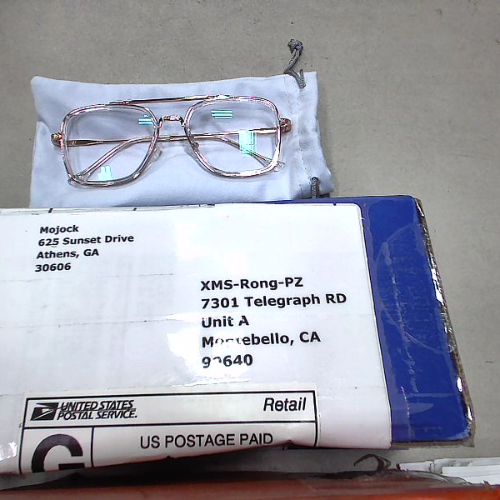 Mojock
625 Sunset Drive
Athens, GA
30606
XMS-Rong-PZ
7301 Telegraph RD
Unit A
Montebello, CA
90640
UNITED STATES
POSTAL SERVICE.
Retail
G
US POSTAGE PAID